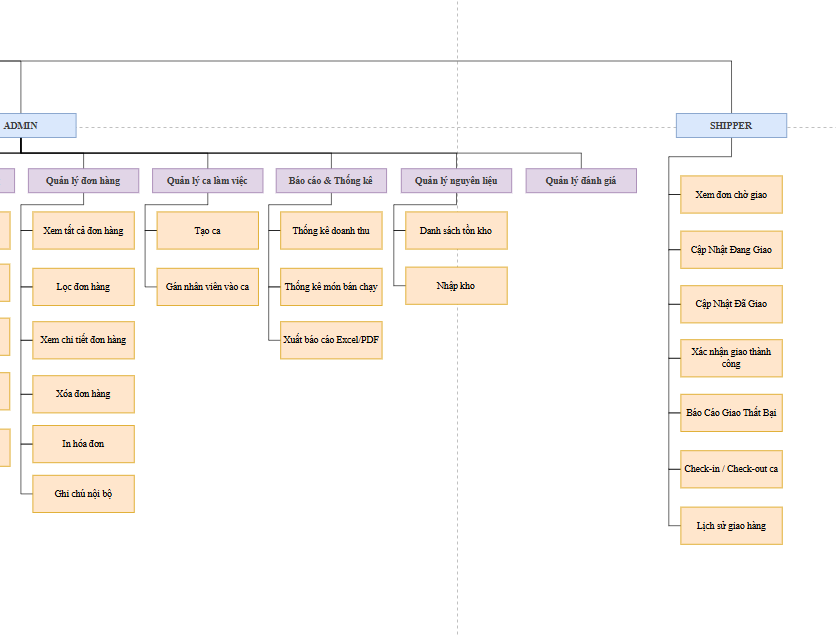 ADMIN
SHIPPER
Quản lý đơn hàng
Quản lý ca làm việc
Báo cáo & Thống kê
Quản lý nguyên liệu
Quản lý đánh giá
Xem tất cả đơn hàng
Lọc đơn hàng
Xem chi tiết đơn hàng
Xóa đơn hàng
In hóa đơn
Ghi chú nội bộ
Tạo ca
Gán nhân viên vào ca
Thống kê doanh thu
Thống kê món bán chạy
Xuất báo cáo Excel/PDF
Danh sách tồn kho
Nhập kho
Xem đơn chờ giao
Cập Nhật Đang Giao
Cập Nhật Đã Giao
Xác nhận giao thành
công
Báo Cáo Giao Thất Bại
Check-in / Check-out ca
Lịch sử giao hàng